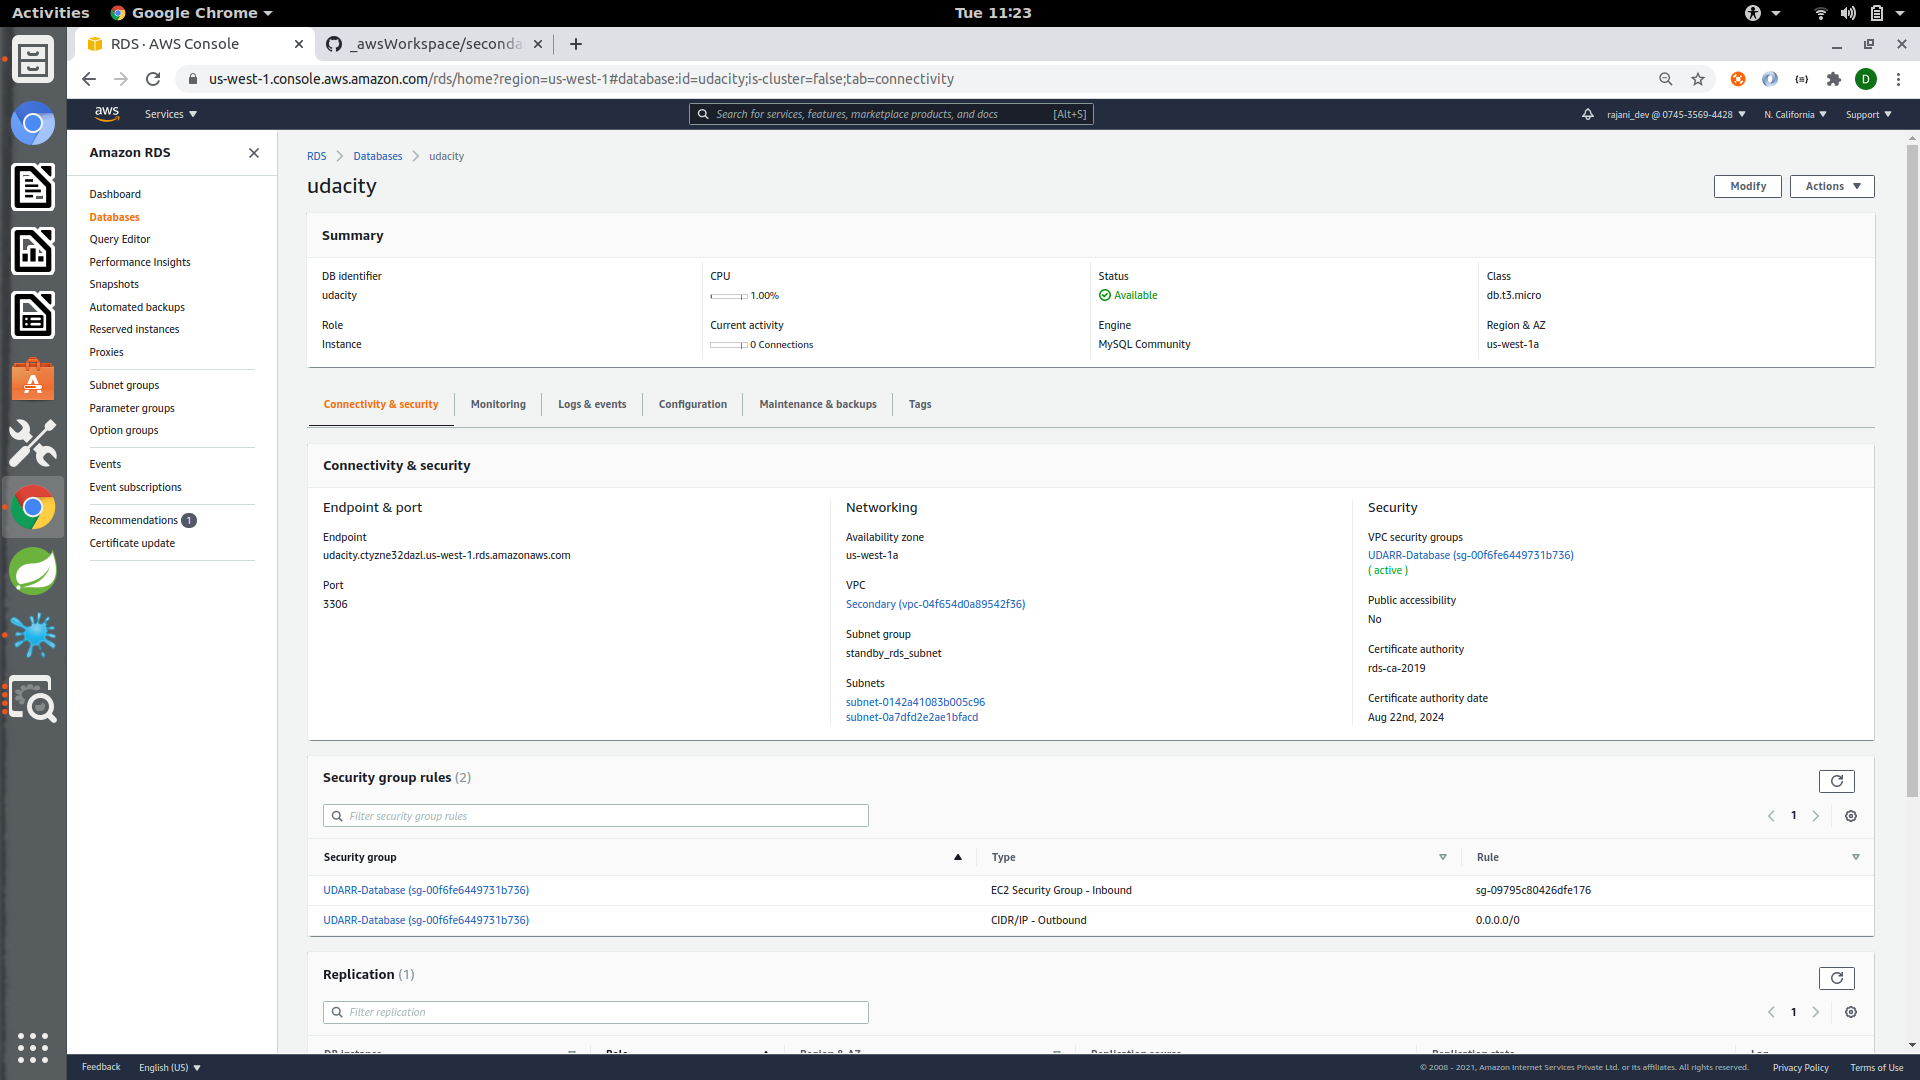 Activities
Google Chrome
Tue 11:23
RDS · AWS Console
_awsWorkspace/seconda
us-west-1.console.aws.amazon.com/rds/home?region=us-west-1#database:id=udacity;is-cluster=false;tab=connectivity
D
aws
Services
Search for services, features, marketplace products, and docs
[Alt+S]
rajani_dev @ 0745-3569-4428
N. California
Support
Amazon RDS
Dashboard
Databases
Query Editor
Performance Insights
Snapshots
Automated backups
Reserved instances
Proxies
Subnet groups
Parameter groups
Option groups
Events
Event subscriptions
Recommendations 1
Certificate update
RDS > Databases > udacity
udacity
Modify
Actions
Summary
DB identifier
udacity
CPU
1.00%
Status
Available
Class
db.t3.micro
Role
Instance
Current activity
0 Connections
Engine
MySQL Community
Region & AZ
us-west-1a
Connectivity & security
Monitoring
Logs & events
Configuration
Maintenance & backups
Tags
Connectivity & security
Endpoint & port
Endpoint
udacity.ctyzne32dazl.us-west-1.rds.amazonaws.com
Port
3306
Networking
Availability zone
us-west-1a
VPC
Secondary (vpc-04f654d0a89542f36)
Subnet group
standby_rds_subnet
Subnets
subnet-0142a41083b005c96
subnet-0a7dfd2e2ae1bfacd
Security
VPC security groups
UDARR-Database (sg-00f6fe6449731b736)
( active )
Public accessibility
No
Certificate authority
rds-ca-2019
Certificate authority date
Aug 22nd, 2024
Security group rules (2)
Filter security group rules
1
Security group
Type
Rule
UDARR-Database (sg-00f6fe6449731b736)
EC2 Security Group - Inbound
sg-09795c80426dfe176
UDARR-Database (sg-00f6fe6449731b736)
CIDR/IP - Outbound
0.0.0.0/0
Replication (1)
Filter replication
1
DB instance
Role
Region & AZ
Replication source
Replication state
Lag
Feedback
English (US)
© 2008 - 2021, Amazon Internet Services Private Ltd. or its affiliates. All rights reserved.
Privacy Policy
Terms of Use